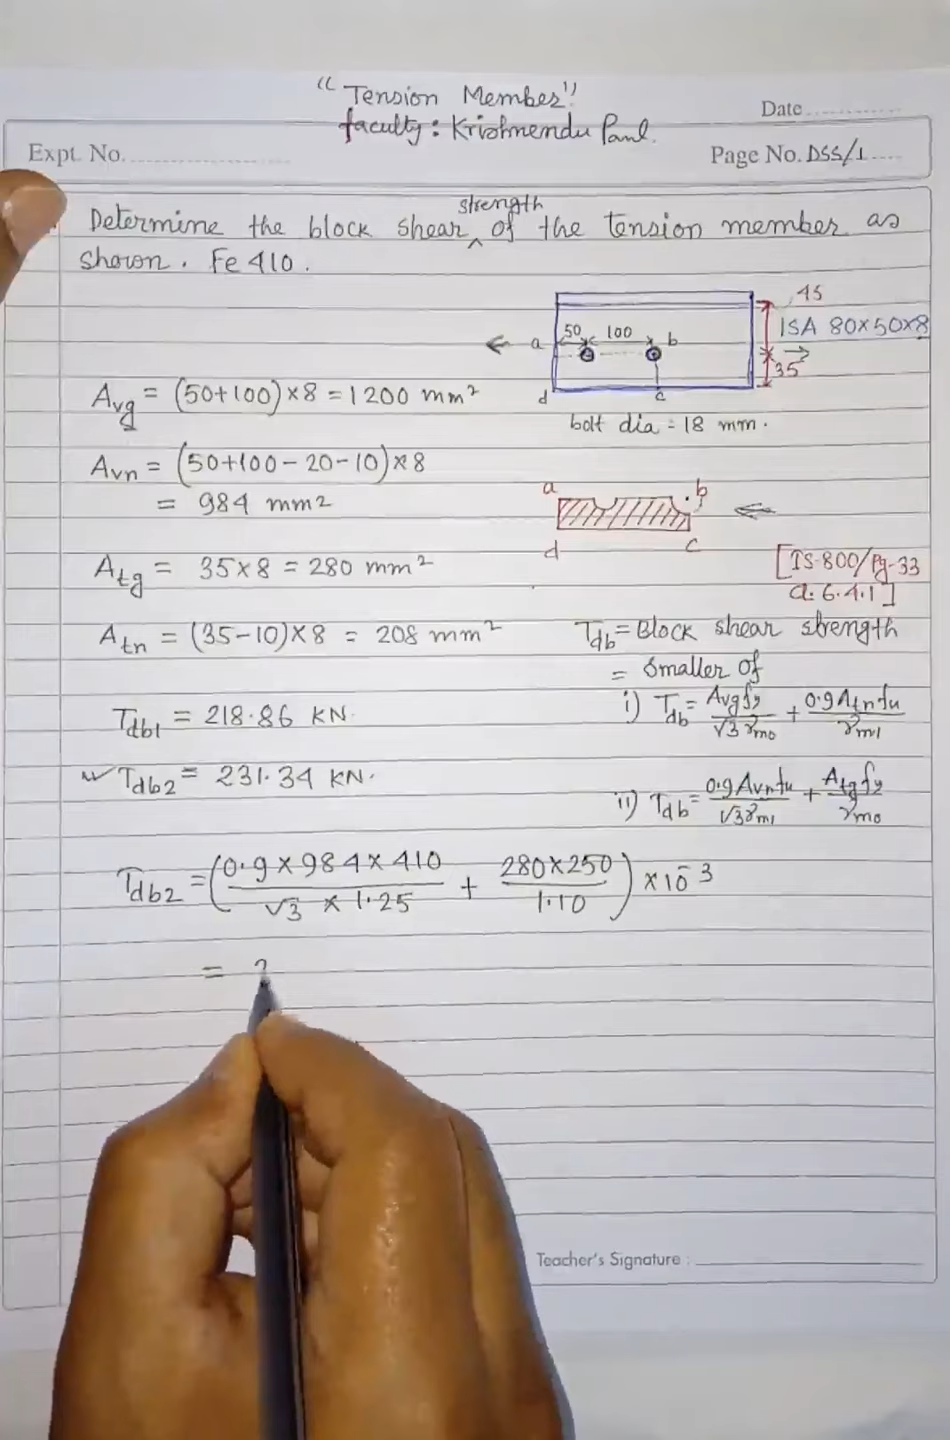 "Tension Member"
faculty: Krishnendu Paul.
Date
Expt. No.
Page No. DSS/1
strength
Determine the block shear ^ of the tension member as
shown. Fe 410.
45
50 100
ISA 80×50×8
a b
35
d c
bolt dia = 18 mm.
Avg = (50+100)×8 = 1200 mm²
Avn = (50+100-20-10)×8
= 984 mm²
a b
d c
[IS-800/Pg-33
Cl. 6.4.1]
Atg = 35×8 = 280 mm²
Atn = (35-10)×8 = 208 mm²
Tdb = Block shear strength
= Smaller of
i) Tdb = Avg fy/√3 γm0 + 0.9 Atn fu/γm1
Tdb1 = 218.86 KN.
Tdb2 = 231.34 KN.
ii) Tdb = 0.9 Avn fu/√3 γm1 + Atg fy/γm0
Tdb2 = (0.9×984×410/√3 × 1.25 + 280×250/1.10) ×10⁻³
= 2
Teacher's Signature :